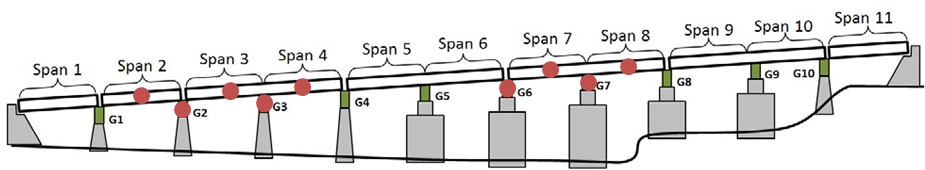 Span 1
Span 2
Span 3
Span 4
Span 5
Span 6
Span 7
Span 8
Span 9
Span 10
Span 11
G1
G2
G3
G4
G5
G6
G7
G8
G9
G10